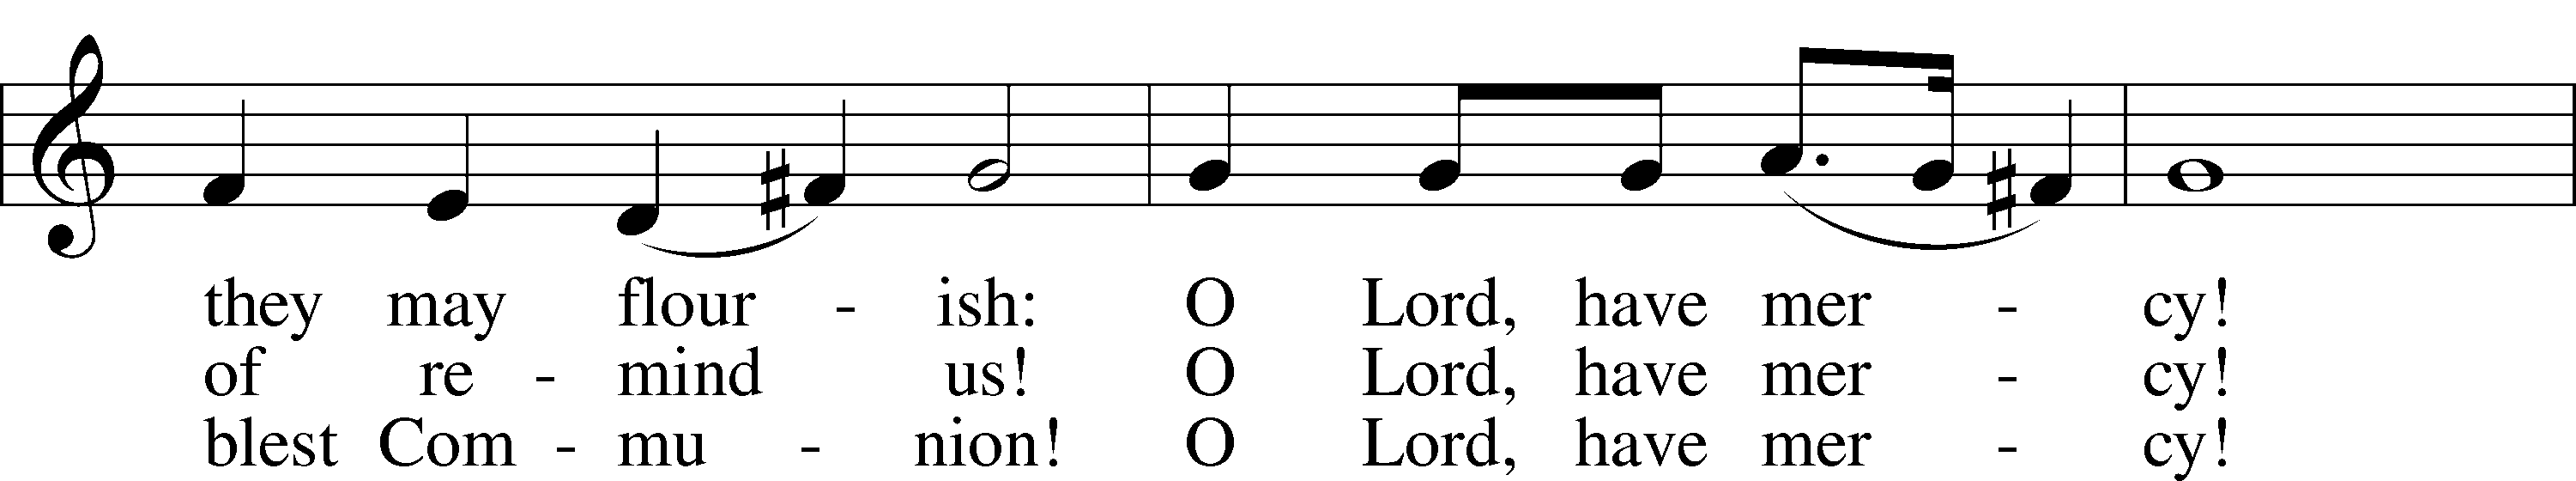 they may flour - ish: O Lord, have mer - cy!
of re - mind us! O Lord, have mer - cy!
blest Com - mu - nion! O Lord, have mer - cy!